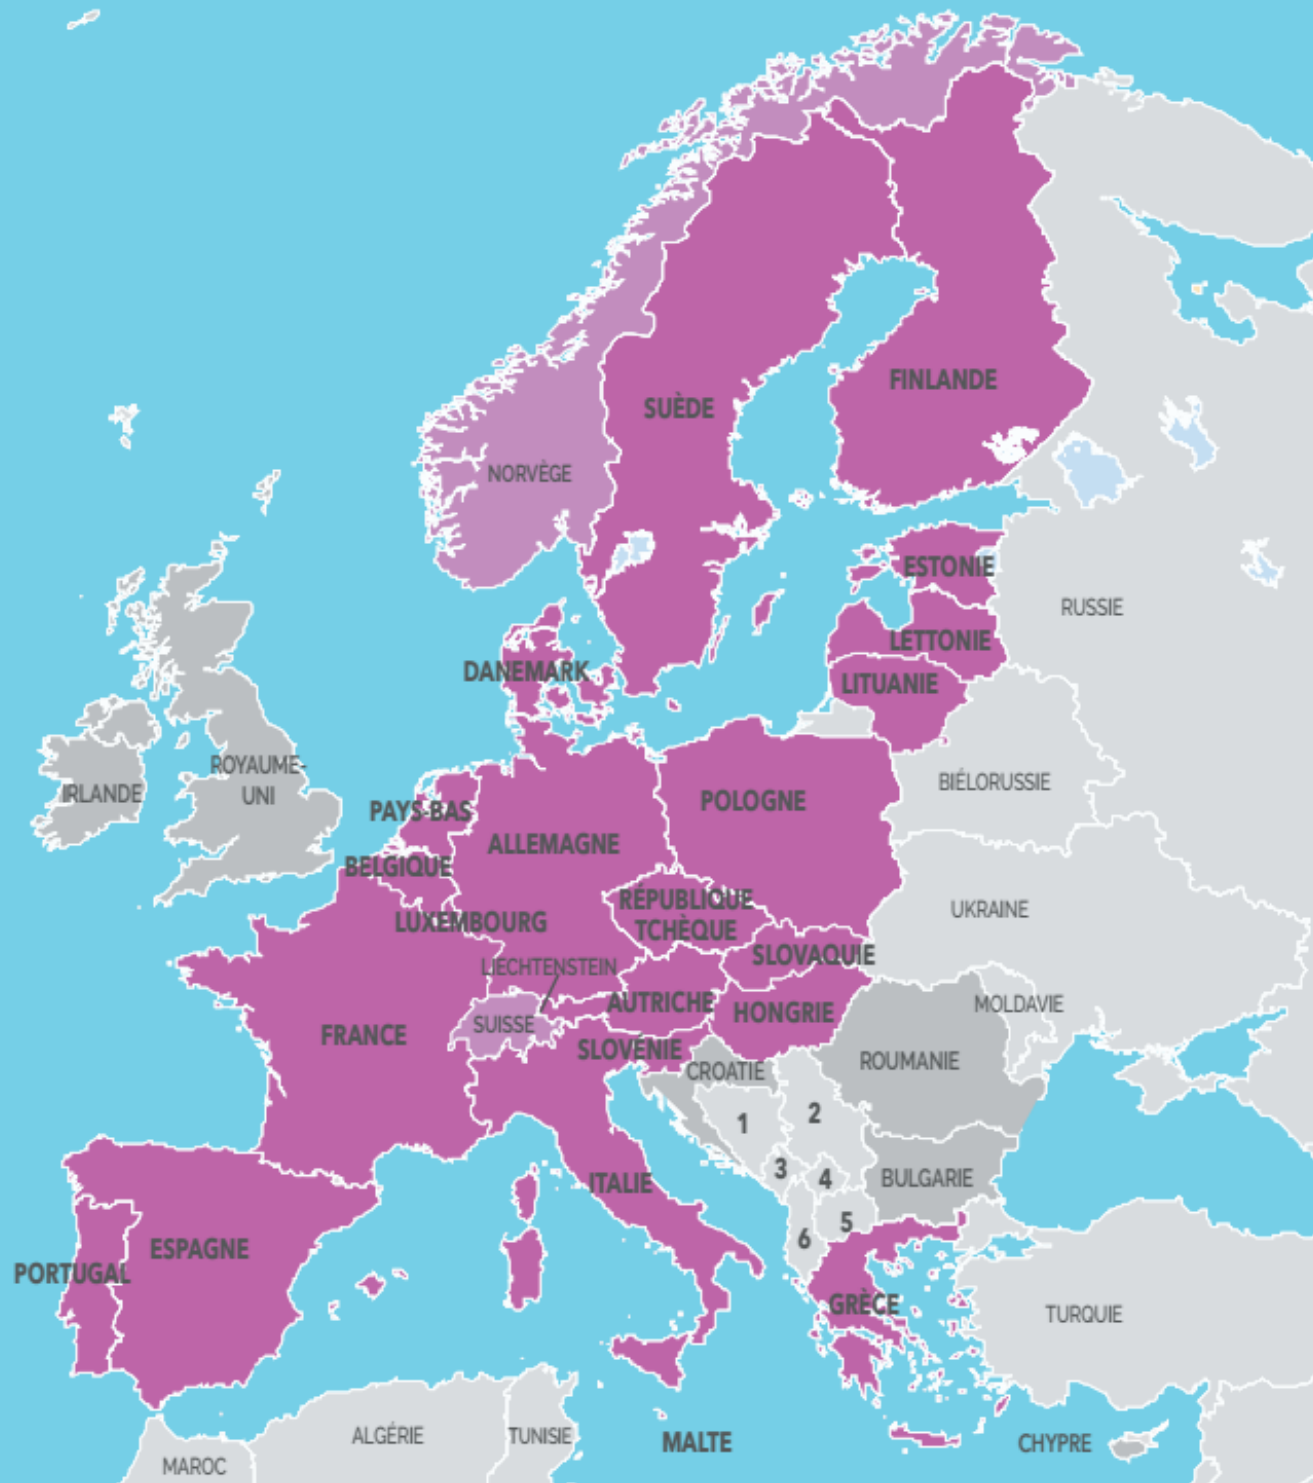 FINLANDE
SUÈDE
NORVÈGE
ESTONIE
RUSSIE
LETTONIE
DANEMARK
LITUANIE
ROYAUME-
UNI
IRLANDE
BIÉLORUSSIE
PAYS-BAS
POLOGNE
ALLEMAGNE
BELGIQUE
RÉPUBLIQUE
TCHÈQUE
UKRAINE
LUXEMBOURG
SLOVAQUIE
LIECHTENSTEIN
AUTRICHE
MOLDAVIE
HONGRIE
SUISSE
FRANCE
SLOVÉNIE
ROUMANIE
CROATIE
1
2
3
4
BULGARIE
ITALIE
5
6
ESPAGNE
PORTUGAL
GRÈCE
TURQUIE
ALGÉRIE
TUNISIE
MALTE
CHYPRE
MAROC